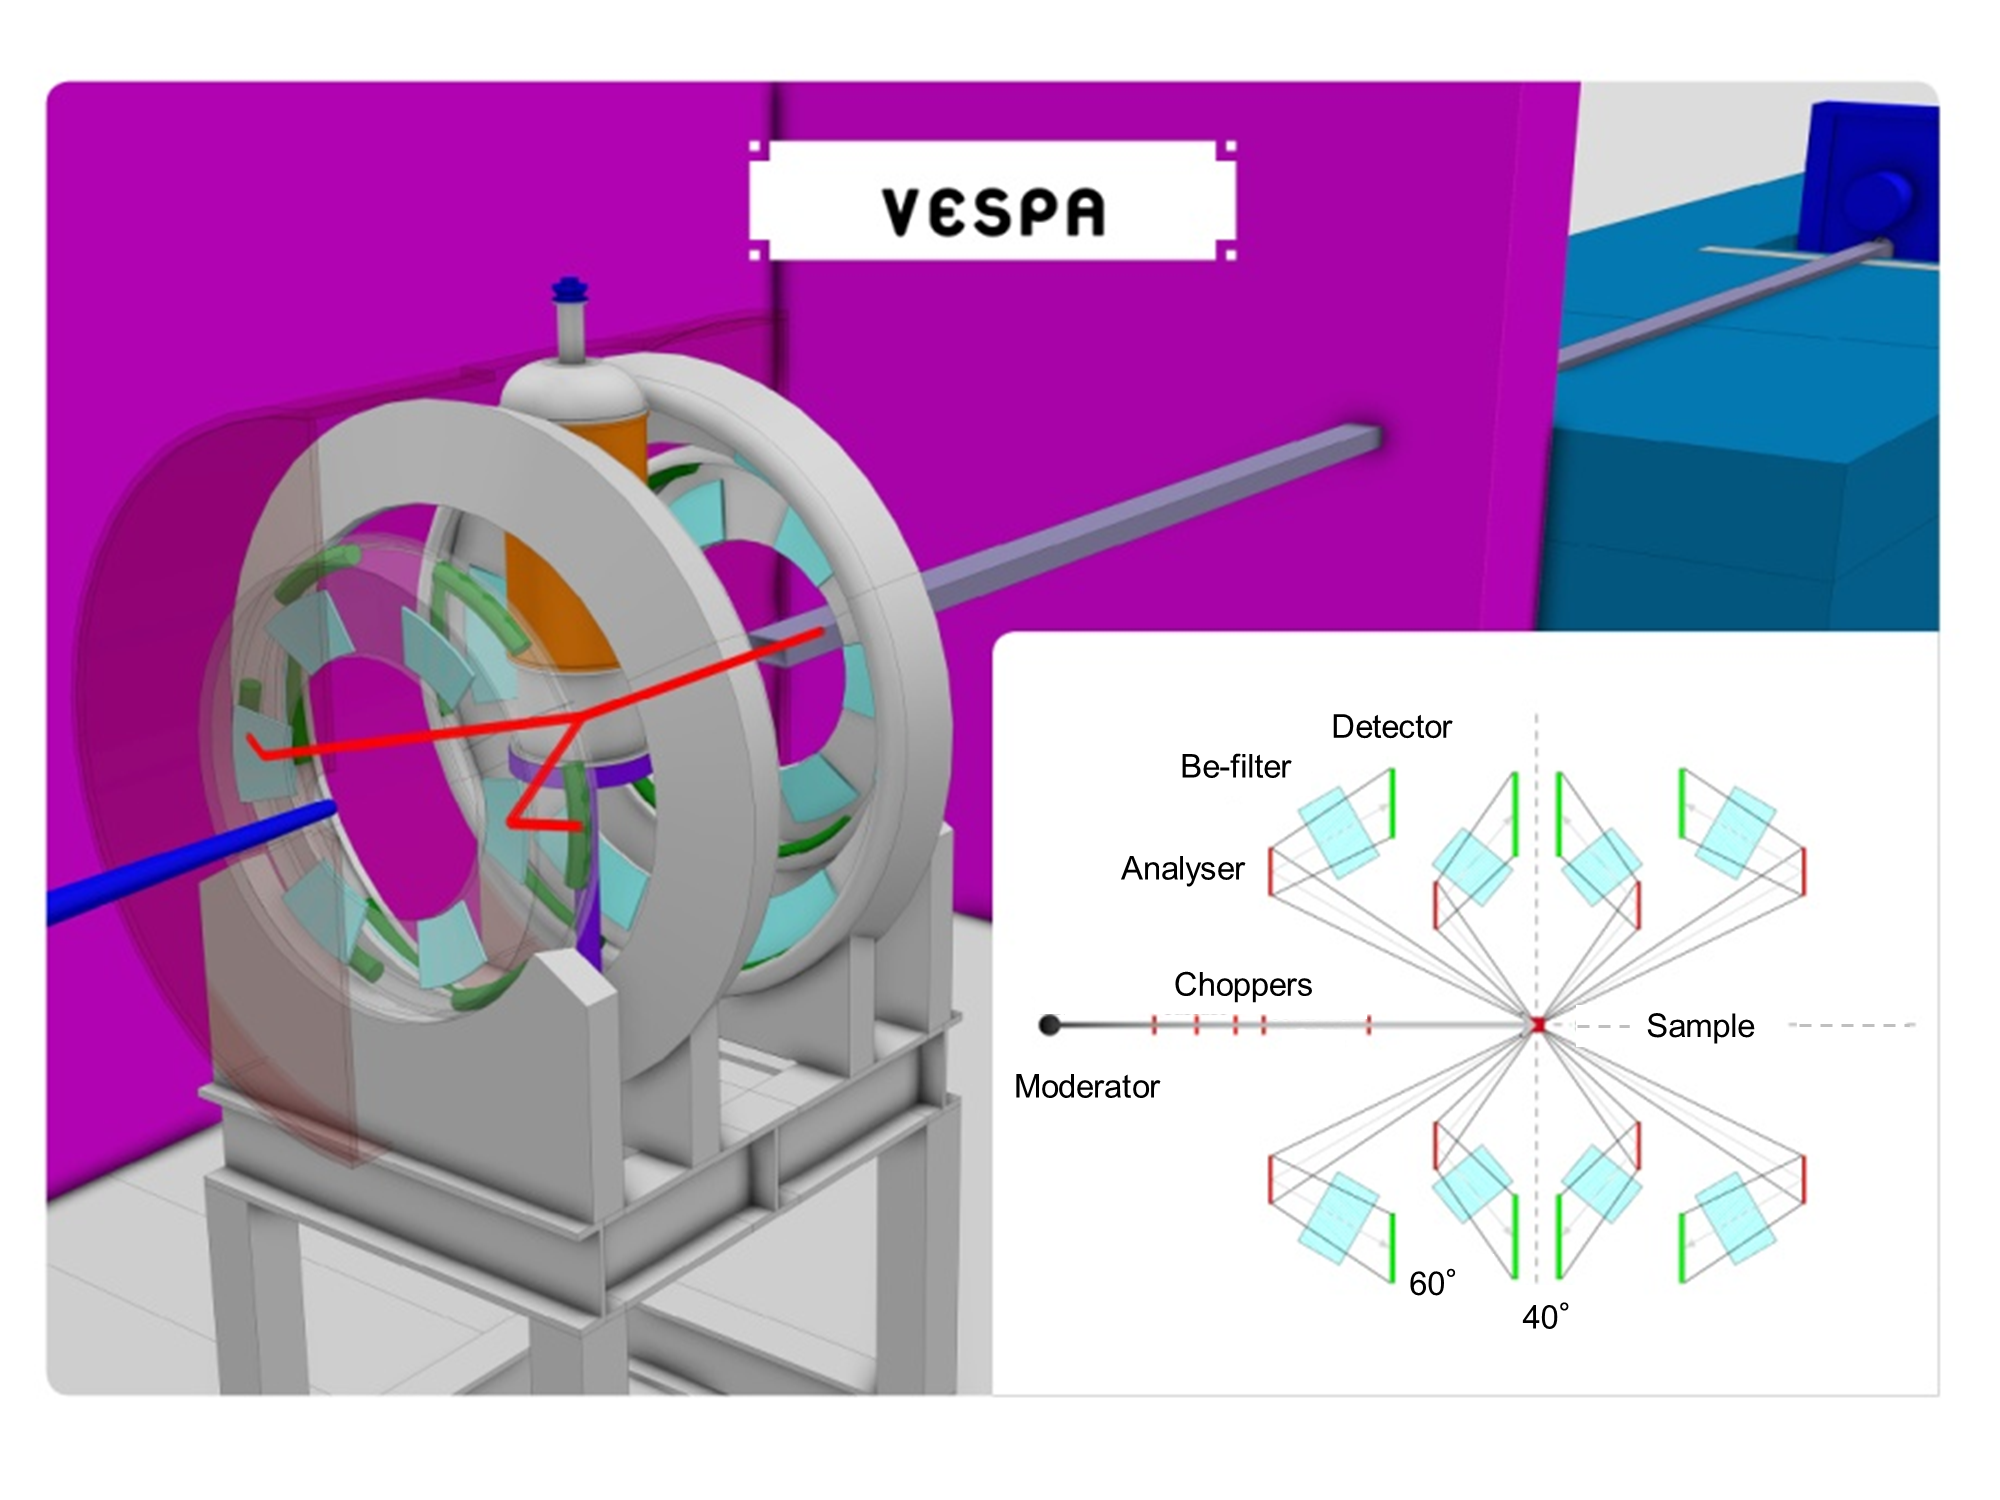 VESPA
Detector
Be-filter
Analyser
Choppers
Sample
Moderator
60°
40°